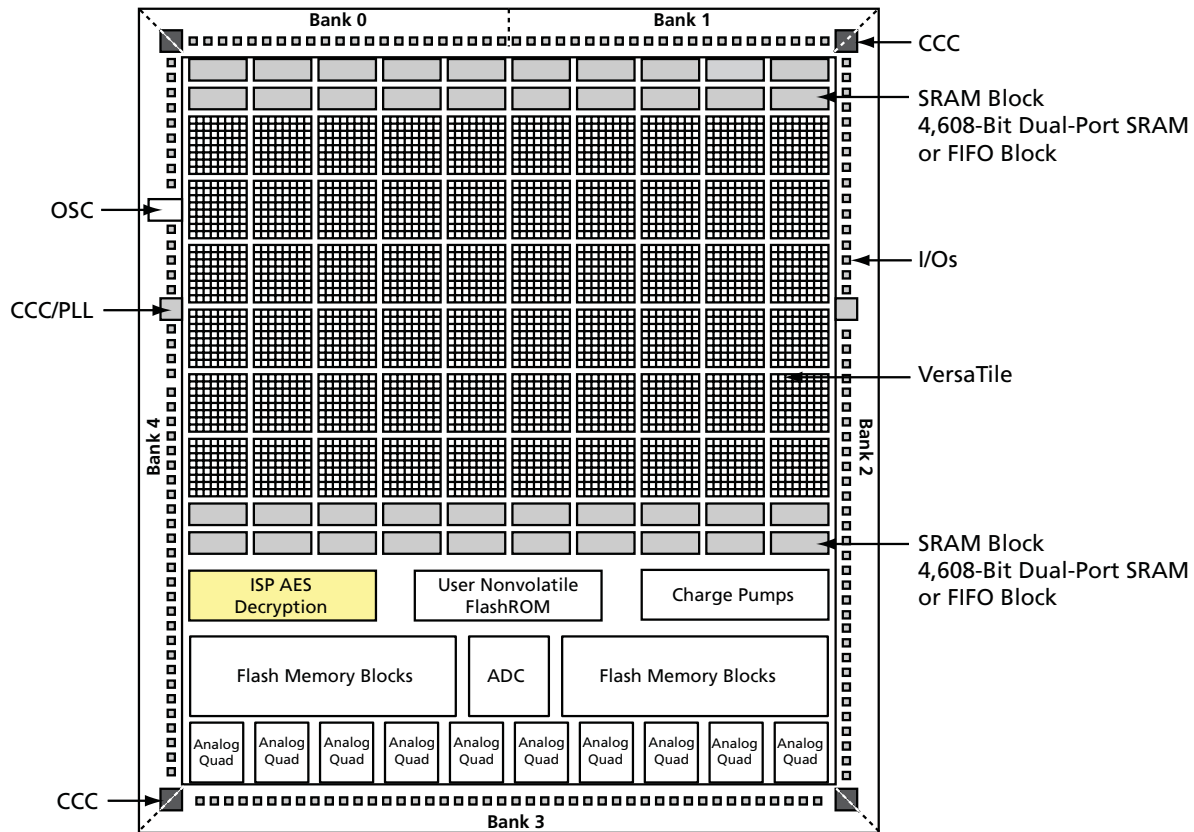 Bank 0
Bank 1
CCC
SRAM Block
4,608-Bit Dual-Port SRAM
or FIFO Block
OSC
I/Os
CCC/PLL
VersaTile
Bank 4
Bank 2
SRAM Block
4,608-Bit Dual-Port SRAM
or FIFO Block
ISP AES
Decryption
User Nonvolatile
FlashROM
Charge Pumps
Flash Memory Blocks
ADC
Flash Memory Blocks
Analog
Quad
Analog
Quad
Analog
Quad
Analog
Quad
Analog
Quad
Analog
Quad
Analog
Quad
Analog
Quad
Analog
Quad
Analog
Quad
CCC
Bank 3